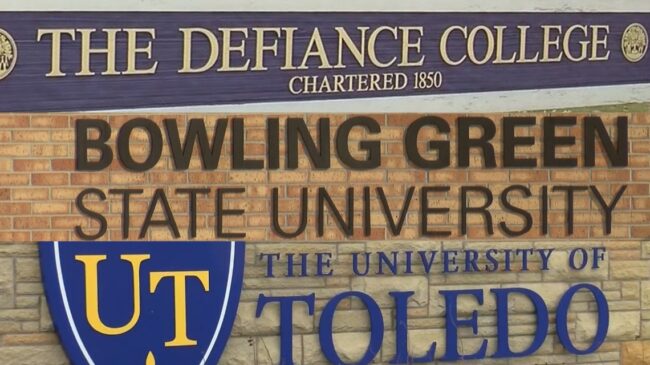 THE DEFIANCE COLLEGE
CHARTERED 1850
BOWLING GREEN
STATE UNIVERSITY
UT
THE UNIVERSITY OF
TOLEDO